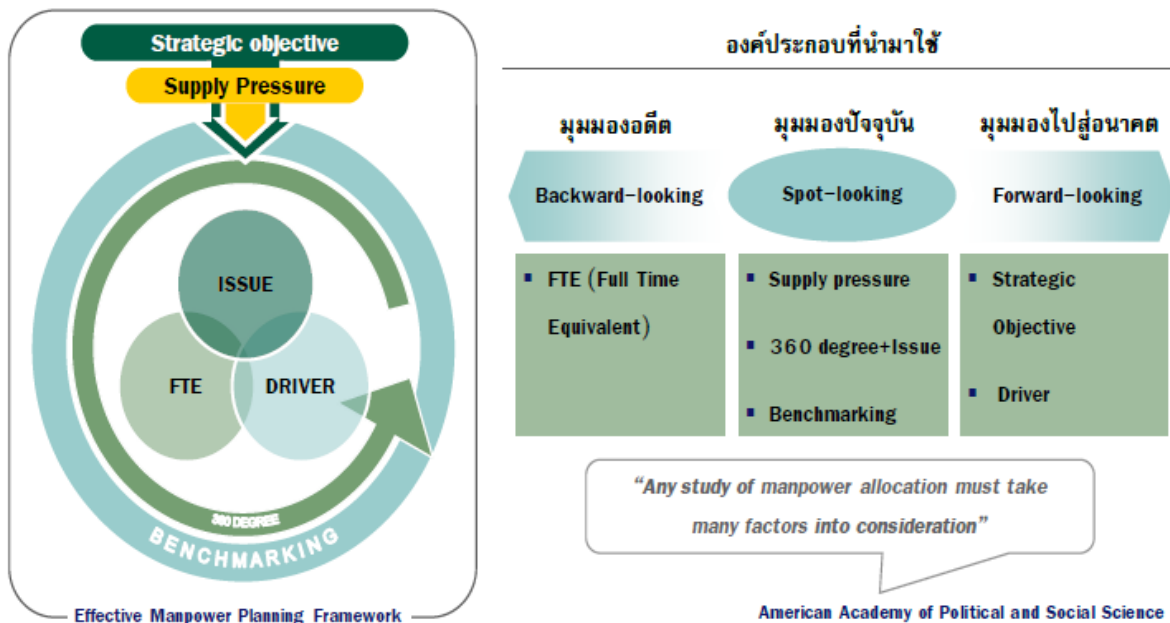 Strategic objective
Supply Pressure
ISSUE
FTE
DRIVER
360 DEGREE
BENCHMARKING
Effective Manpower Planning Framework
องค์ประกอบที่นำมาใช้
มุมมองอดีต
มุมมองปัจจุบัน
มุมมองไปสู่อนาคต
Backward-looking
Spot-looking
Forward-looking
▪ FTE (Full Time
Equivalent)
▪ Supply pressure
▪ 360 degree+Issue
▪ Benchmarking
▪ Strategic
Objective
▪ Driver
“Any study of manpower allocation must take
many factors into consideration”
American Academy of Political and Social Science